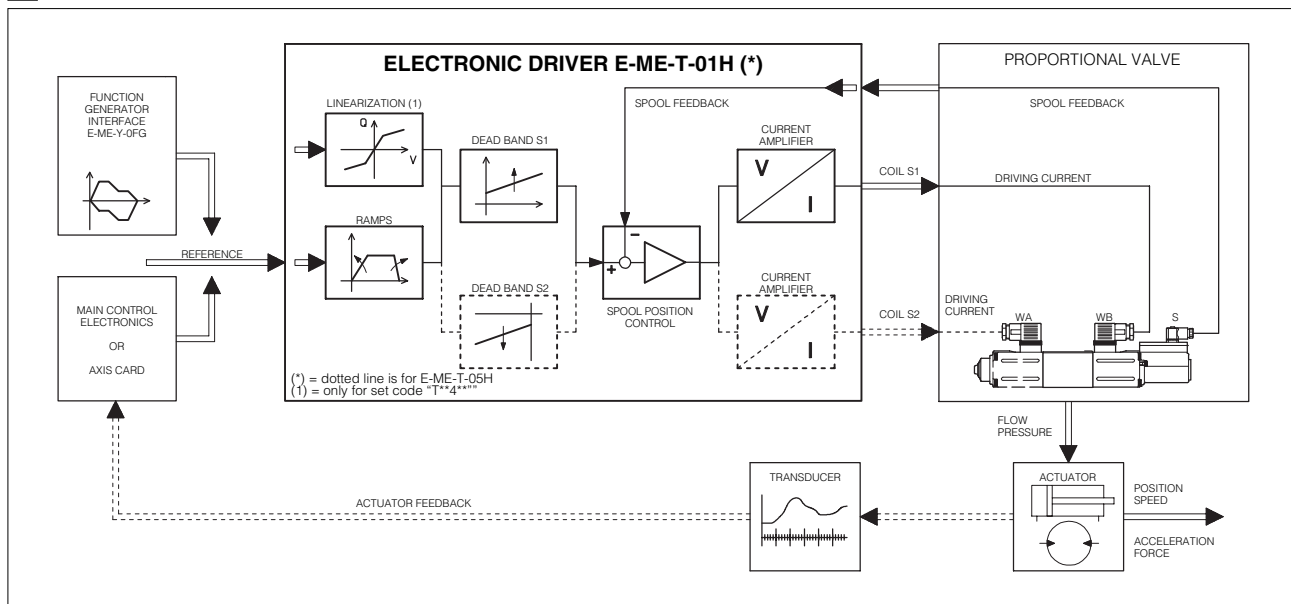 ELECTRONIC DRIVER E-ME-T-01H (*)
PROPORTIONAL VALVE
FUNCTION
GENERATOR
INTERFACE
E-ME-Y-0FG
LINEARIZATION (1)
Q
V
DEAD BAND S1
SPOOL FEEDBACK
SPOOL FEEDBACK
CURRENT
AMPLIFIER
V
I
COIL S1
DRIVING CURRENT
REFERENCE
RAMPS
+
−
SPOOL POSITION
CONTROL
DEAD BAND S2
CURRENT
AMPLIFIER
V
I
COIL S2
DRIVING
CURRENT
WA
WB
S
MAIN CONTROL
ELECTRONICS
OR
AXIS CARD
(*) = dotted line is for E-ME-T-05H
(1) = only for set code “T**4**””
FLOW
PRESSURE
ACTUATOR FEEDBACK
TRANSDUCER
ACTUATOR
POSITION
SPEED
ACCELERATION
FORCE